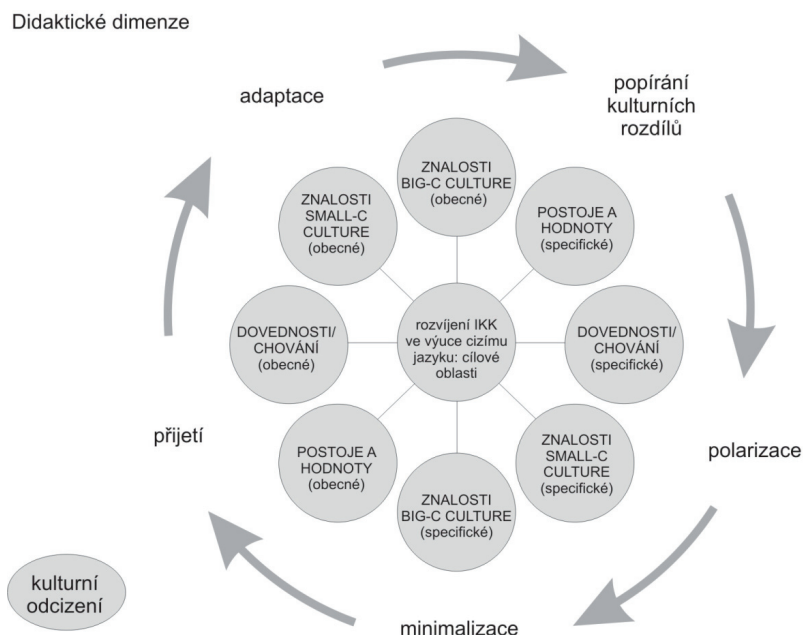 Didaktické dimenze
adaptace
popírání
kulturních
rozdílů
ZNALOSTI
BIG-C CULTURE
(obecné)
ZNALOSTI
SMALL-C
CULTURE
(obecné)
POSTOJE A
HODNOTY
(specifické)
DOVEDNOSTI/
CHOVÁNÍ
(obecné)
rozvíjení IKK
ve výuce cizímu
jazyku: cílové
oblasti
DOVEDNOSTI/
CHOVÁNÍ
(specifické)
přijetí
POSTOJE A
HODNOTY
(obecné)
ZNALOSTI
SMALL-C
CULTURE
(specifické)
polarizace
ZNALOSTI
BIG-C CULTURE
(specifické)
kulturní
odcizení
minimalizace